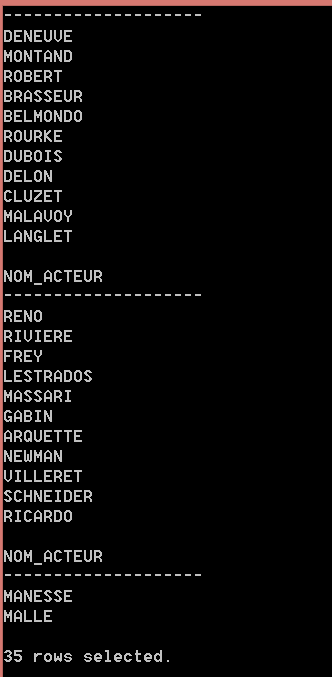 --------------------
DENEUVE
MONTAND
ROBERT
BRASSEUR
BELMONDO
ROURKE
DUBOIS
DELON
CLUZET
MALAVOY
LANGLET
NOM_ACTEUR
--------------------
RENO
RIVIERE
FREY
LESTRADOS
MASSARI
GABIN
ARQUETTE
NEWMAN
VILLERET
SCHNEIDER
RICARDO
NOM_ACTEUR
--------------------
MANESSE
MALLE
35 rows selected.